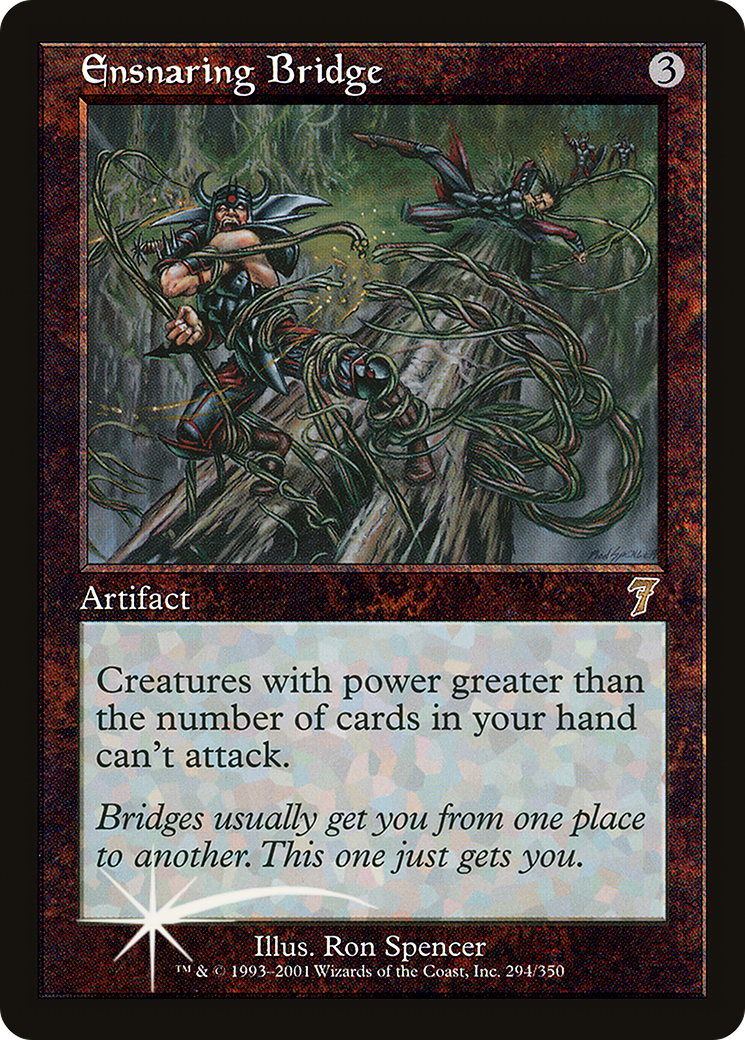 Ensnaring Bridge
3
Artifact
7
Creatures with power greater than
the number of cards in your hand
can't attack.
Bridges usually get you from one place
to another. This one just gets you.
Illus. Ron Spencer
™ & © 1993–2001 Wizards of the Coast, Inc. 294/350